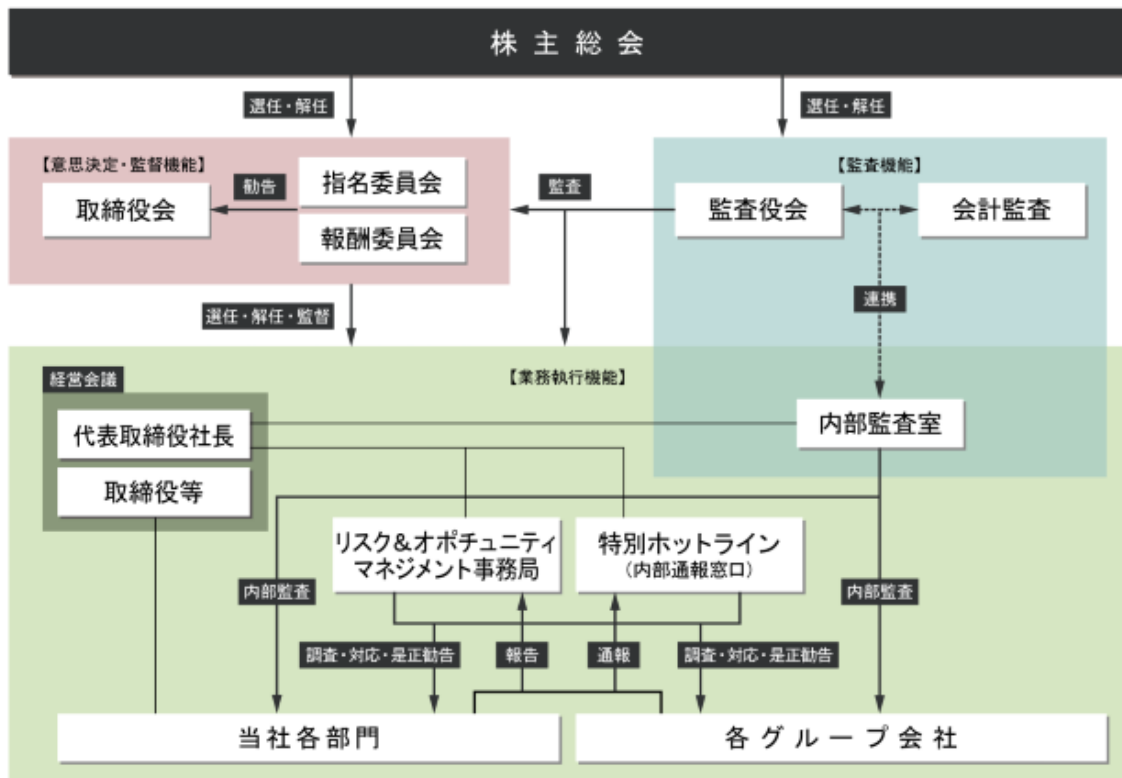 株主総会
選任・解任
選任・解任
【意思決定・監督機能】
取締役会
勧告
指名委員会
報酬委員会
監査
【監査機能】
監査役会
会計監査
連携
選任・解任・監督
【業務執行機能】
経営会議
代表取締役社長
取締役等
内部監査室
リスク&オポチュニティ
マネジメント事務局
特別ホットライン
(内部通報窓口)
内部監査
内部監査
調査・対応・是正勧告
報告
通報
調査・対応・是正勧告
当社各部門
各グループ会社